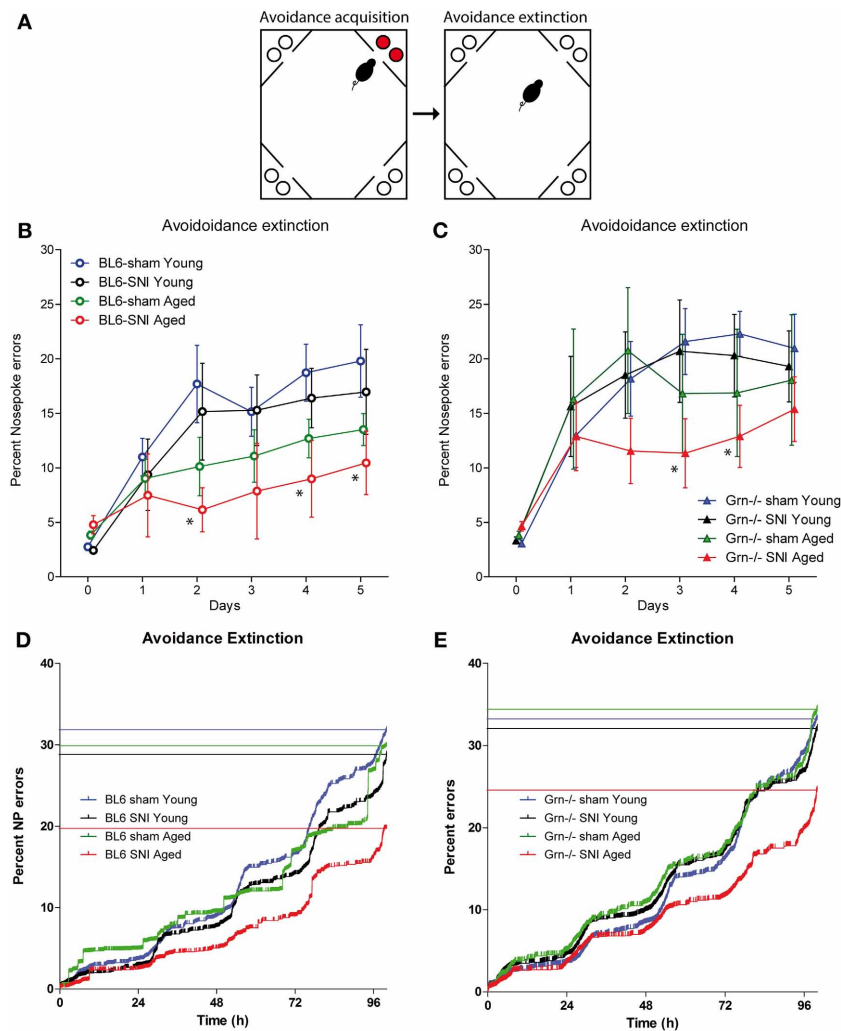 A
Avoidance acquisition
Avoidance extinction
B
Avoidoidance extinction
Percent Nosepoke errors
30
25
20
15
10
5
0
BL6-sham Young
BL6-SNI Young
BL6-sham Aged
BL6-SNI Aged
*
*
*
0 1 2 3 4 5
Days
C
Avoidoidance extinction
Percent Nosepoke errors
30
25
20
15
10
5
0
*
*
Grn-/- sham Young
Grn-/- SNI Young
Grn-/- sham Aged
Grn-/- SNI Aged
0 1 2 3 4 5
Days
D
Avoidance Extinction
Percent NP errors
40
30
20
10
0
BL6 sham Young
BL6 SNI Young
BL6 sham Aged
BL6 SNI Aged
0 24 48 72 96
Time (h)
E
Avoidance Extinction
Percent errors
40
30
20
10
0
Grn-/- sham Young
Grn-/- SNI Young
Grn-/- sham Aged
Grn-/- SNI Aged
0 24 48 72 96
Time (h)